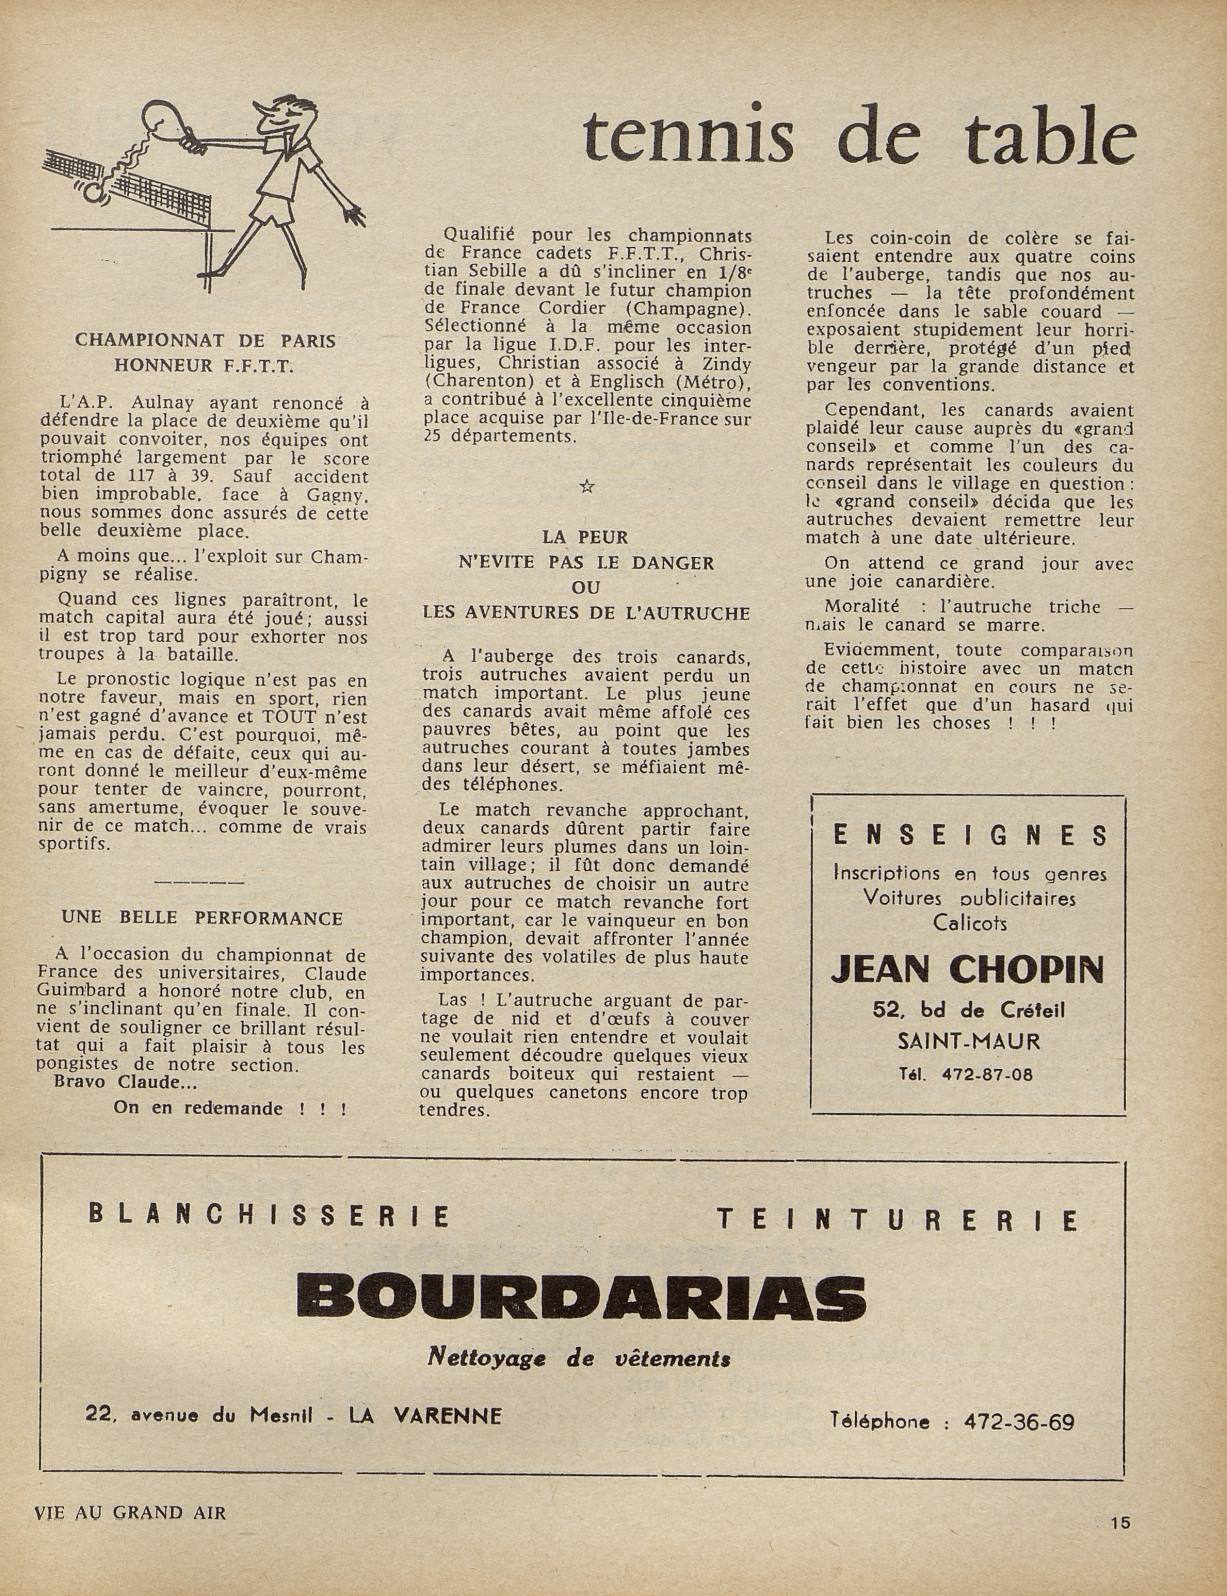 tennis de table
CHAMPIONNAT DE PARIS
HONNEUR F.F.T.T.
L'A.P. Aulnay ayant renoncé à
défendre la place de deuxième qu'il
pouvait convoiter, nos équipes ont
triomphé largement par le score
total de 117 à 39. Sauf accident
bien improbable, face à Gagny,
nous sommes donc assurés de cette
belle deuxième place.
A moins que... l'exploit sur Cham-
pigny se réalise.
Quand ces lignes paraîtront, le
match capital aura été joué; aussi
il est trop tard pour exhorter nos
troupes à la bataille.
Le pronostic logique n'est pas en
notre faveur, mais en sport, rien
n'est gagné d'avance et TOUT n'est
jamais perdu. C'est pourquoi, mê-
me en cas de défaite, ceux qui au-
ront donné le meilleur d'eux-même
pour tenter de vaincre, pourront,
sans amertume, évoquer le souve-
nir de ce match... comme de vrais
sportifs.
UNE BELLE PERFORMANCE
A l'occasion du championnat de
France des universitaires, Claude
Guimbard a honoré notre club, en
ne s'inclinant qu'en finale. Il con-
vient de souligner ce brillant résul-
tat qui a fait plaisir à tous les
pongistes de notre section.
Bravo Claude...
On en redemande ! ! !
Qualifié pour les championnats
de France cadets F.F.T.T., Chris-
tian Sebille a dû s'incliner en 1/8e
de finale devant le futur champion
de France Cordier (Champagne).
Sélectionné à la même occasion
par la ligue I.D.F. pour les inter-
ligues, Christian associé à Zindy
(Charenton) et à Englisch (Métro),
a contribué à l'excellente cinquième
place acquise par l'Ile-de-France sur
25 départements.
☆
LA PEUR
N'EVITE PAS LE DANGER
OU
LES AVENTURES DE L'AUTRUCHE
A l'auberge des trois canards,
trois autruches avaient perdu un
match important. Le plus jeune
des canards avait même affolé ces
pauvres bêtes, au point que les
autruches courant à toutes jambes
dans leur désert, se méfiaient mê-
des téléphones.
Le match revanche approchant,
deux canards dûrent partir faire
admirer leurs plumes dans un loin-
tain village; il fût donc demandé
aux autruches de choisir un autre
jour pour ce match revanche fort
important, car le vainqueur en bon
champion, devait affronter l'année
suivante des volatiles de plus haute
importances.
Las ! L'autruche arguant de par-
tage de nid et d'œufs à couver
ne voulait rien entendre et voulait
seulement découdre quelques vieux
canards boiteux qui restaient —
ou quelques canetons encore trop
tendres.
Les coin-coin de colère se fai-
saient entendre aux quatre coins
de l'auberge, tandis que nos au-
truches — la tête profondément
enfoncée dans le sable couard —
exposaient stupidement leur horri-
ble derrière, protégé d'un pied
vengeur par la grande distance et
par les conventions.
Cependant, les canards avaient
plaidé leur cause auprès du «grand
conseil» et comme l'un des ca-
nards représentait les couleurs du
conseil dans le village en question :
le «grand conseil» décida que les
autruches devaient remettre leur
match à une date ultérieure.
On attend ce grand jour avec
une joie canardière.
Moralité : l'autruche triche —
mais le canard se marre.
Evidemment, toute comparaison
de cette histoire avec un match
de championnat en cours ne se-
rait l'effet que d'un hasard qui
fait bien les choses ! ! !
ENSEIGNES
Inscriptions en tous genres
Voitures publicitaires
Calicots
JEAN CHOPIN
52, bd de Créteil
SAINT-MAUR
Tél. 472-87-08
BLANCHISSERIE TEINTURERIE
BOURDARIAS
Nettoyage de vêtements
22, avenue du Mesnil - LA VARENNE Téléphone : 472-36-69
VIE AU GRAND AIR
15